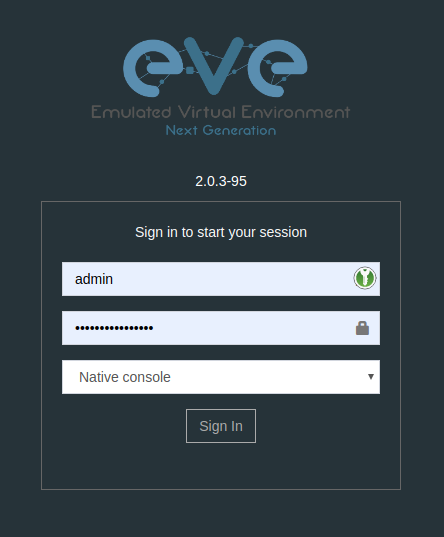 eve
Emulated Virtual Environment
Next Generation
2.0.3-95
Sign in to start your session
admin
••••••••••••••••
Native console
Sign In